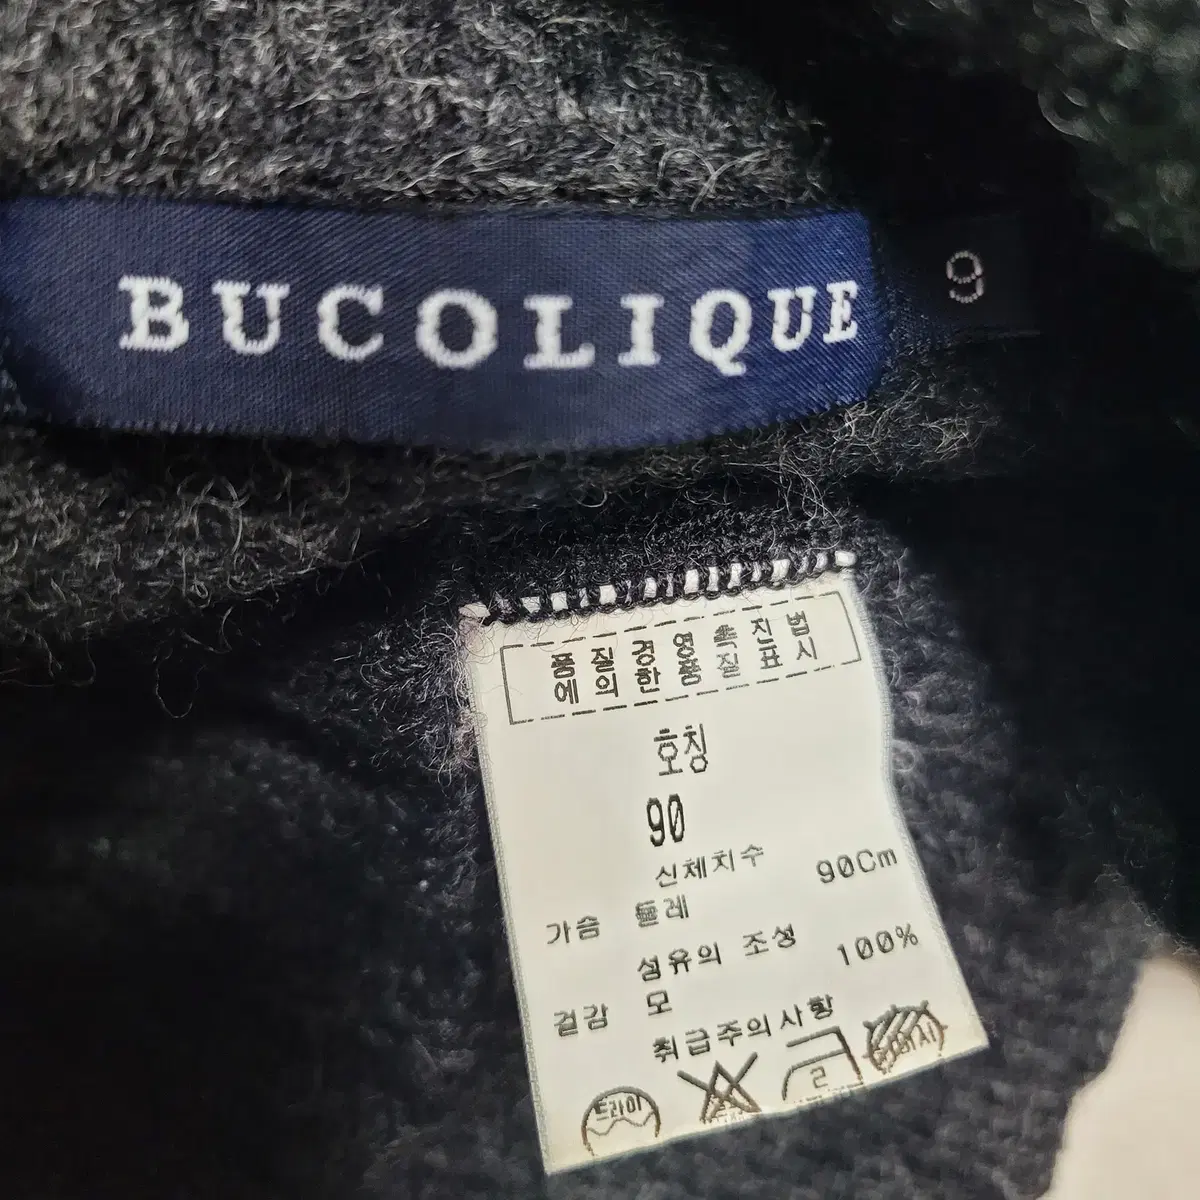 BUCOLIQUE
9
품질경영촉진법
에의한품질표시
호칭
90
신체치수
가슴 둘레 90Cm
섬유의 조성
겉감 모 100%
취급주의사항
드라이
2